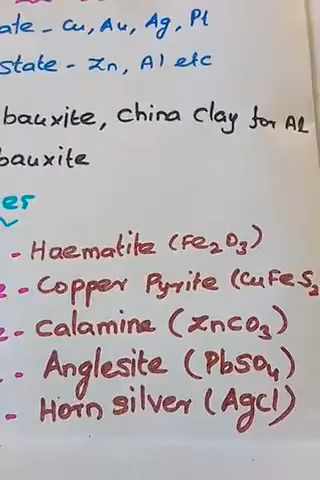 ate - Cu, Au, Ag, Pt
state - Zn, Al etc
bauxite, China clay for Al
bauxite
er
- Haematite (Fe2O3)
- Copper Pyrite (CuFeS2
- Calamine (ZnCO3)
- Anglesite (PbSO4)
- Horn silver (AgCl)